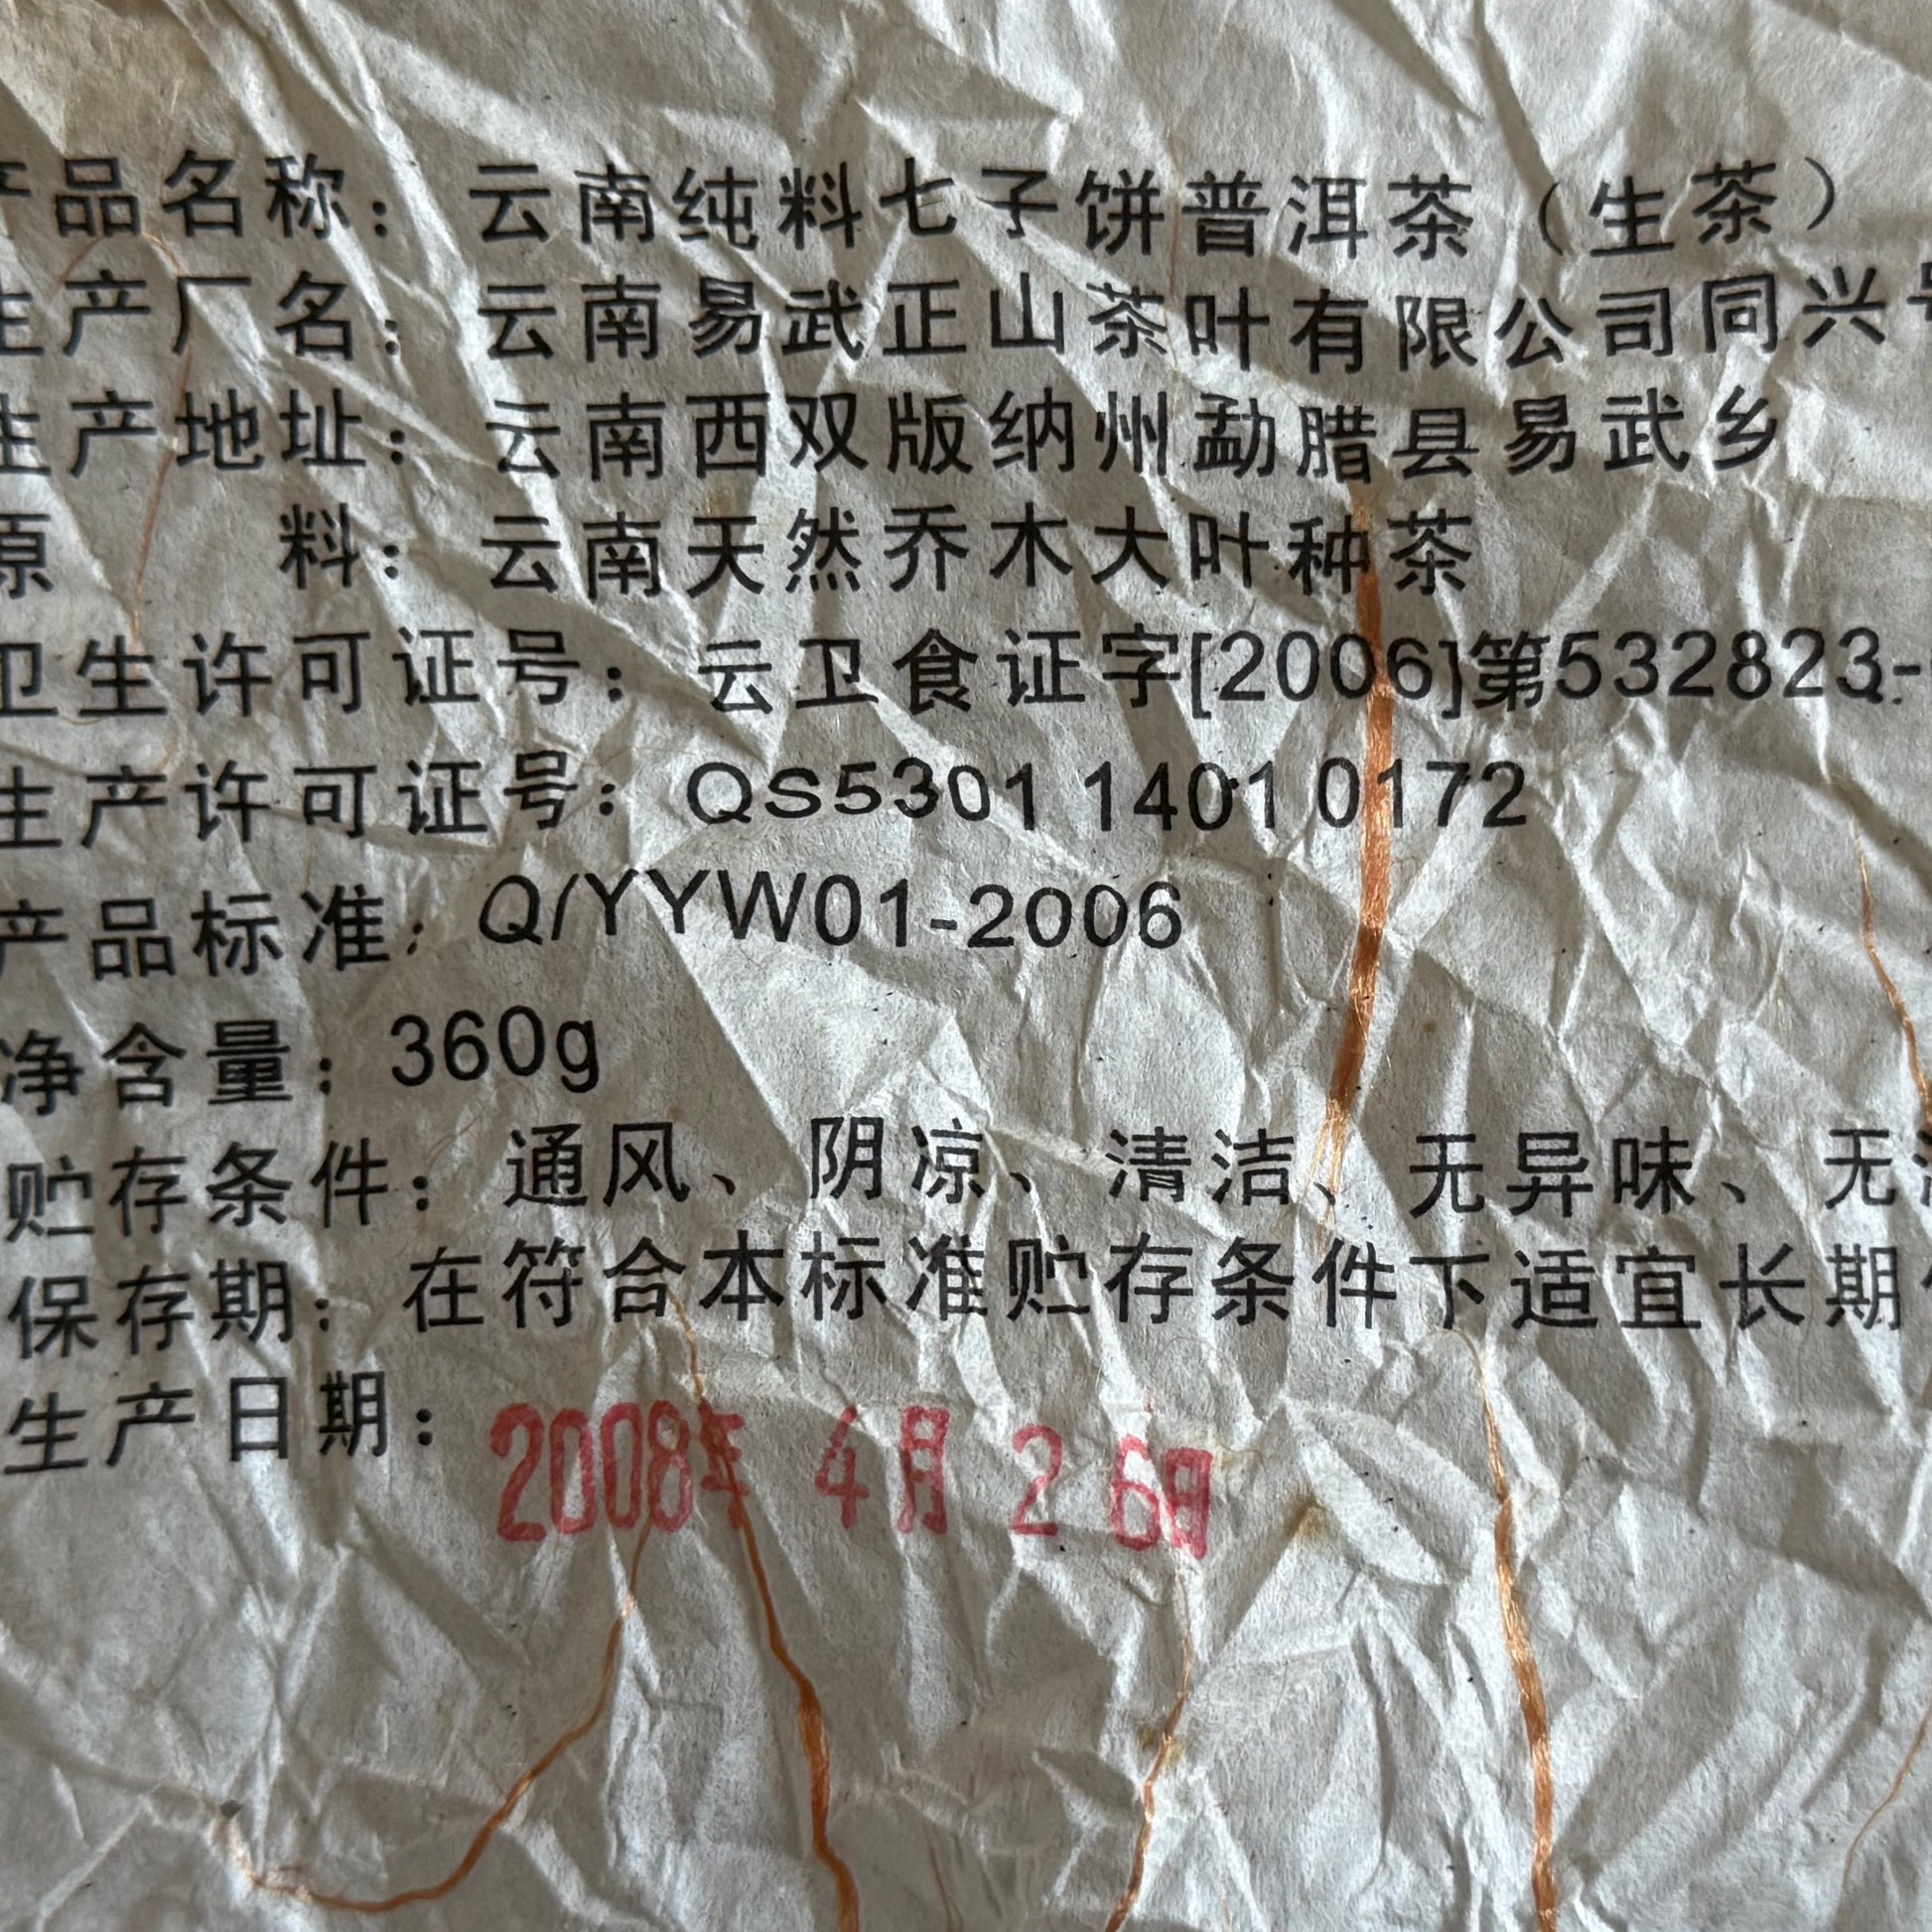 产品名称：云南纯料七子饼普洱茶（生茶）
生产厂名：云南易武正山茶叶有限公司同兴
生产地址：云南西双版纳州勐腊县易武乡
原　　料：云南天然乔木大叶种茶
卫生许可证号：云卫食证字[2006]第532823-
生产许可证号：QS5301 1401 0172
产品标准：Q/YYW01-2006
净含量：360g
贮存条件：通风、阴凉、清洁、无异味、无
保存期：在符合本标准贮存条件下适宜长期
生产日期：2008年 4月 26日